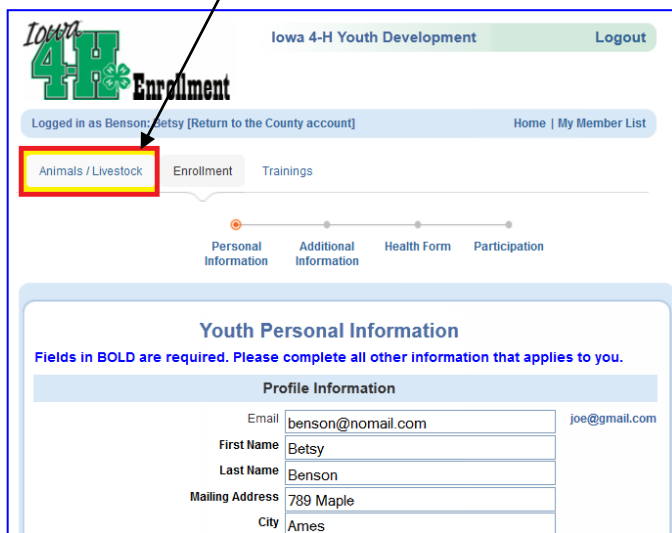 Iowa
4-H Enrollment
Iowa 4-H Youth Development Logout
Logged in as Benson: Betsy [Return to the County account] Home | My Member List
Animals / Livestock Enrollment Trainings
Personal Information Additional Information Health Form Participation
Youth Personal Information
Fields in BOLD are required. Please complete all other information that applies to you.
Profile Information
Email benson@nomail.com joe@gmail.com
First Name Betsy
Last Name Benson
Mailing Address 789 Maple
City Ames